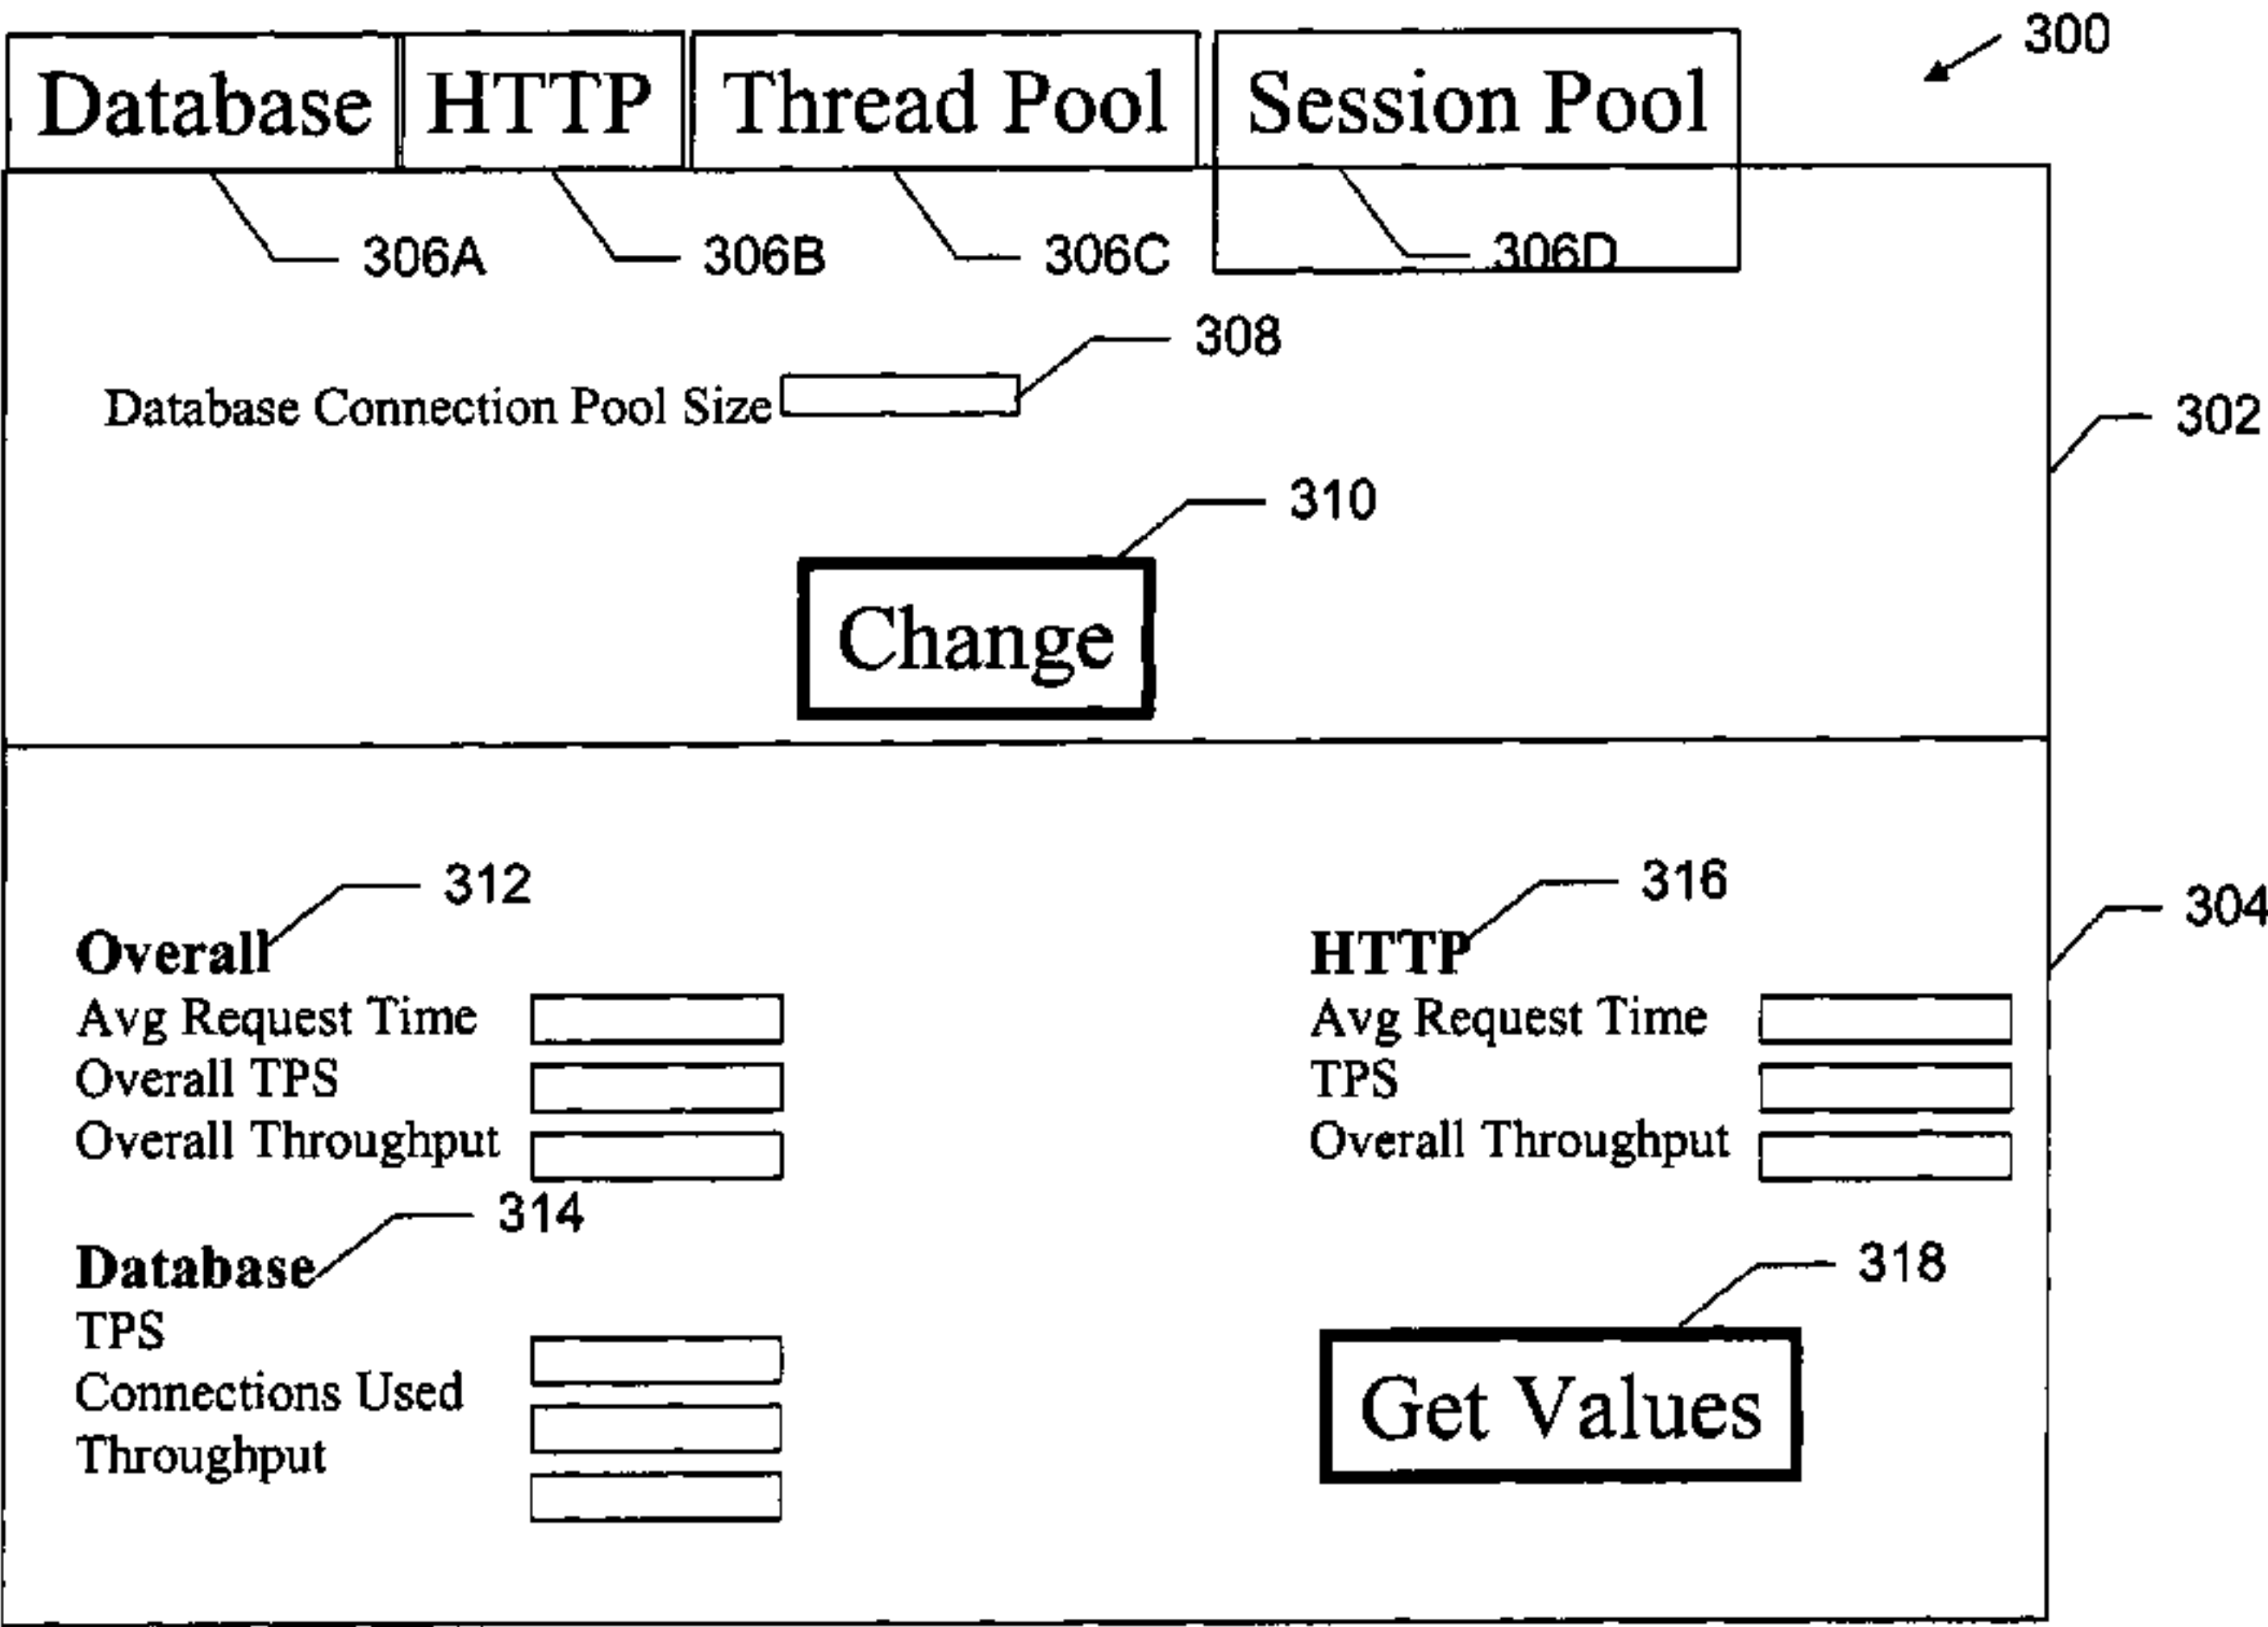 300
Database HTTP Thread Pool Session Pool
306A 306B 306C 306D
308
Database Connection Pool Size
302
310
Change
312 316
304
Overall HTTP
Avg Request Time Avg Request Time
Overall TPS TPS
Overall Throughput Overall Throughput
314
Database 318
TPS
Connections Used Get Values
Throughput